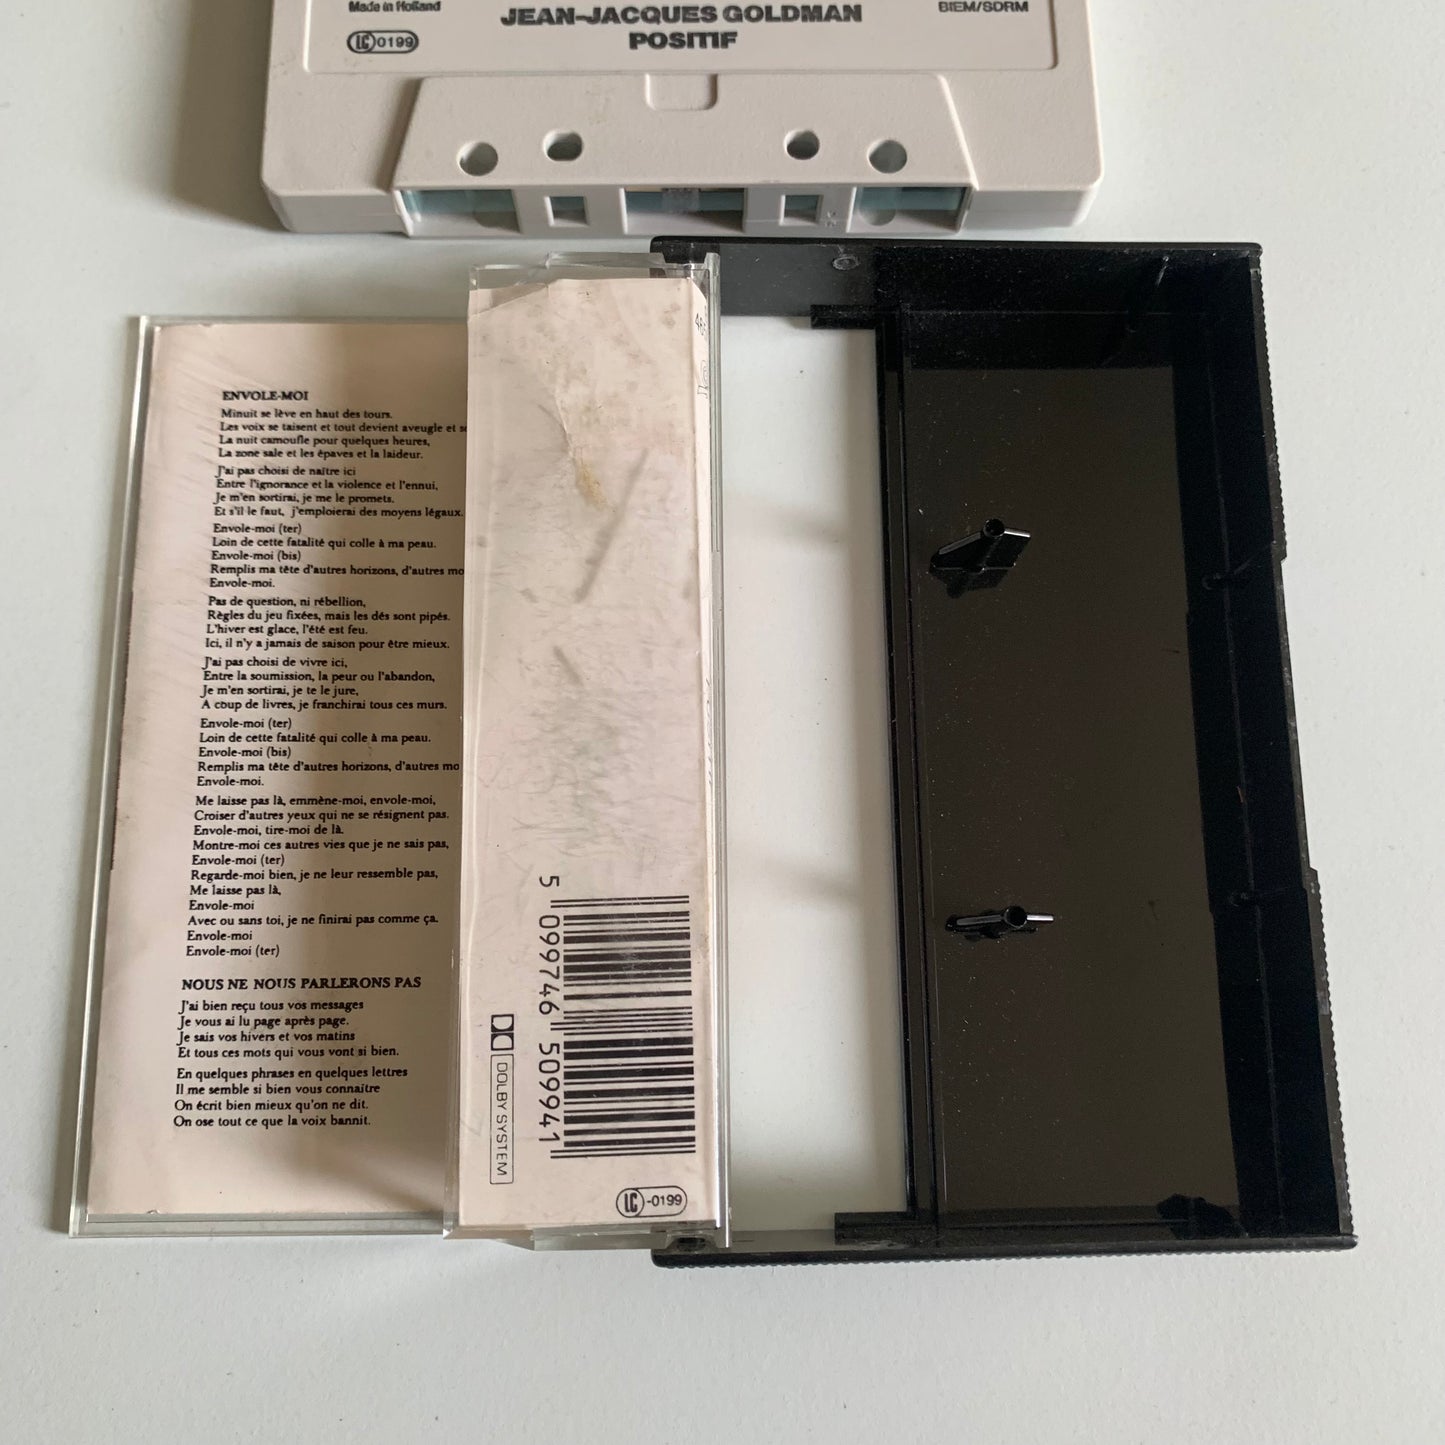 Made in Holland
LC 0199
JEAN-JACQUES GOLDMAN
POSITIF
BIEM/SDRM
ENVOLE-MOI
Minuit se lève en haut des tours.
Les voix se taisent et tout devient aveugle et
La nuit camoufle pour quelques heures,
La zone sale et les épaves et la laideur.
J'ai pas choisi de naître ici
Entre l'ignorance et la violence et l'ennui,
Je m'en sortirai, je me le promets.
Et s'il le faut, j'emploierai des moyens légaux.
Envole-moi (ter)
Loin de cette fatalité qui colle à ma peau.
Envole-moi (bis)
Remplis ma tête d'autres horizons, d'autres mo
Envole-moi.
Pas de question, ni rébellion,
Règles du jeu fixées, mais les dés sont pipés.
L'hiver est glace, l'été est feu.
Ici, il n'y a jamais de saison pour être mieux.
J'ai pas choisi de vivre ici,
Entre la soumission, la peur ou l'abandon,
Je m'en sortirai, je te le jure,
A coup de livres, je franchirai tous ces murs.
Envole-moi (ter)
Loin de cette fatalité qui colle à ma peau.
Envole-moi (bis)
Remplis ma tête d'autres horizons, d'autres mo
Envole-moi.
Me laisse pas là, emmène-moi, envole-moi,
Croiser d'autres yeux qui ne se résignent pas.
Envole-moi, tire-moi de là.
Montre-moi ces autres vies que je ne sais pas,
Envole-moi (ter)
Regarde-moi bien, je ne leur ressemble pas,
Me laisse pas là,
Envole-moi
Avec ou sans toi, je ne finirai pas comme ça.
Envole-moi
Envole-moi (ter)
NOUS NE NOUS PARLERONS PAS
J'ai bien reçu tous vos messages
Je vous ai lu page après page.
Je sais vos hivers et vos matins
Et tous ces mots qui vous vont si bien.
En quelques phrases en quelques lettres
Il me semble si bien vous connaître
On écrit bien mieux qu'on ne dit.
On ose tout ce que la voix bannit.
5 099746 509941
DOLBY SYSTEM
LC-0199